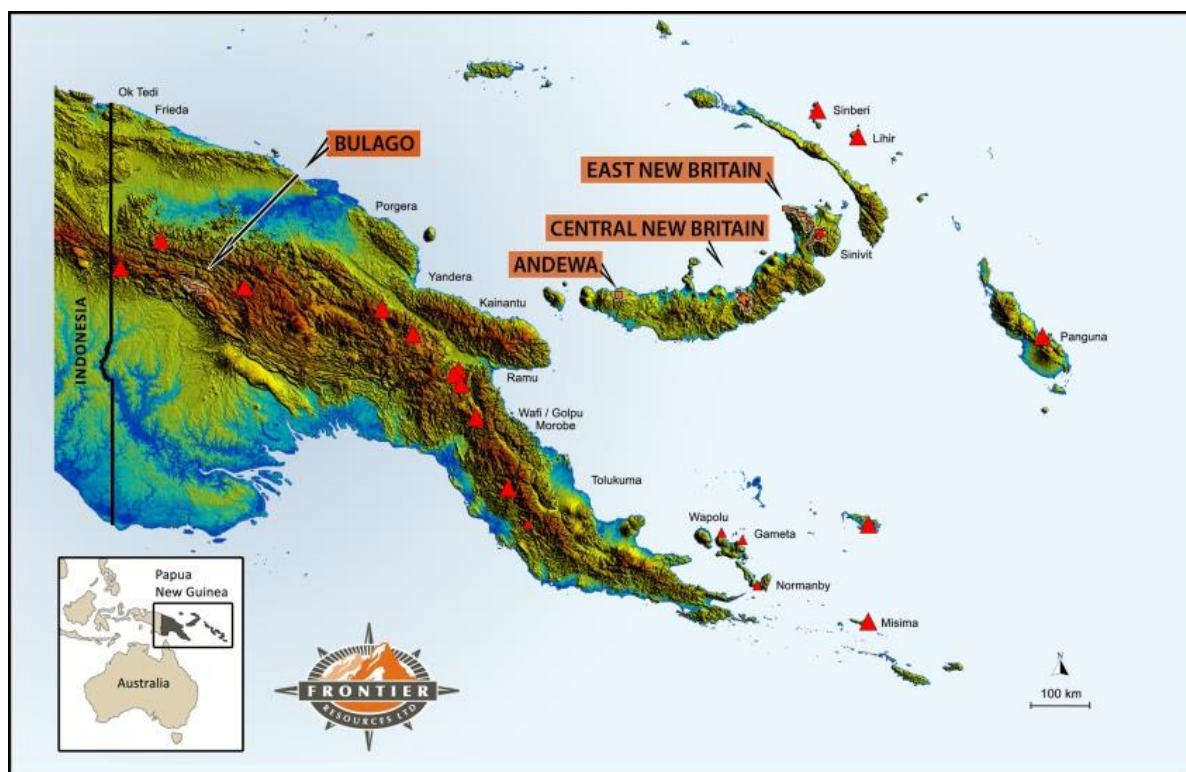 Ok Tedi
Frieda
BULAGO
Sinberi
Lihir
EAST NEW BRITAIN
Porgera
CENTRAL NEW BRITAIN
Sinivit
ANDEWA
Yandera
Kainantu
INDONESIA
Panguna
Ramu
Wafi / Golpu
Morobe
Tolukuma
Wapolu
Gameta
Normanby
Misima
Papua
New Guinea
Australia
FRONTIER
RESOURCES LTD
N
100 km